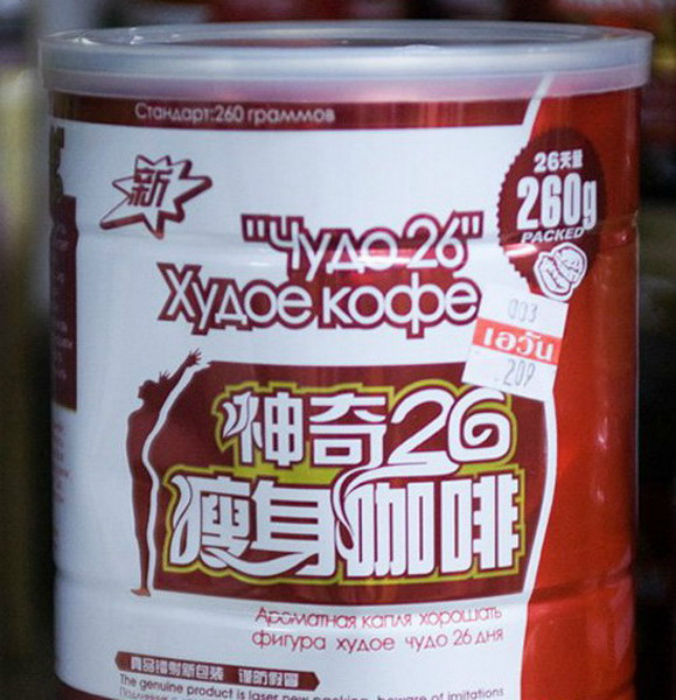 Стандарт:260 граммов
新
26天量
260g
PACKED
"Чудо 26"
Худое кофе
003
เอวัน
209
神奇26
瘦身咖啡
Ароматная капля хорошать
фигура худое чудо 26 дня
真品镭射新包装 谨防假冒
The genuine product is laser new packing, beware of imitations